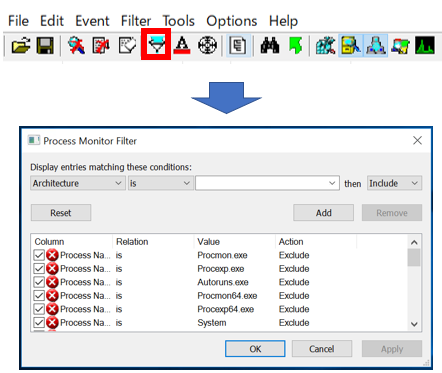 File Edit Event Filter Tools Options Help
Process Monitor Filter
Display entries matching these conditions:
Architecture is then Include
Reset Add Remove
Column Relation Value Action
Process Na... is Procmon.exe Exclude
Process Na... is Procexp.exe Exclude
Process Na... is Autoruns.exe Exclude
Process Na... is Procmon64.exe Exclude
Process Na... is Procexp64.exe Exclude
Process Na... is System Exclude
OK Cancel Apply